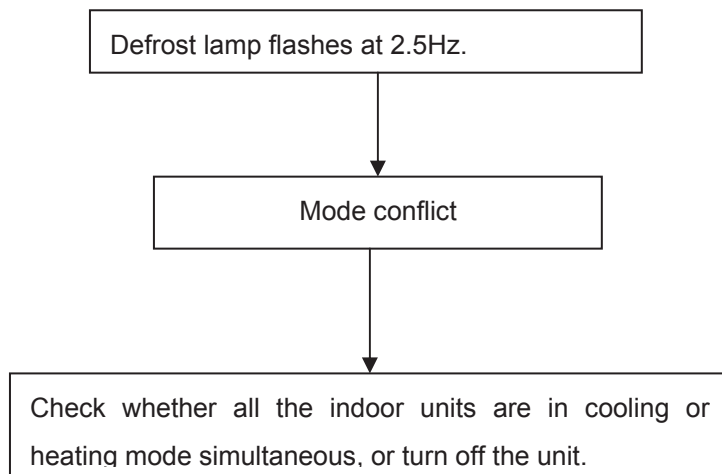 Defrost lamp flashes at 2.5Hz.
Mode conflict
Check whether all the indoor units are in cooling or
heating mode simultaneous, or turn off the unit.